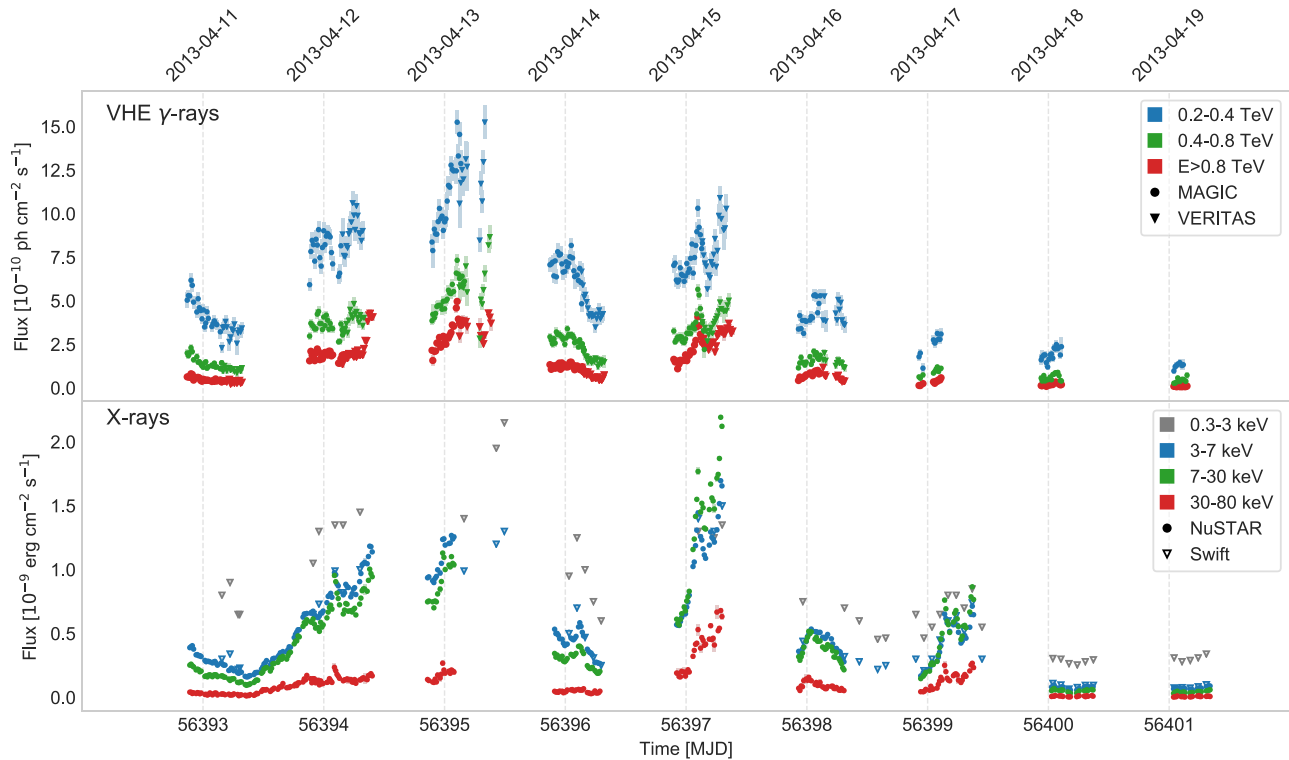 2013-04-11 2013-04-12 2013-04-13 2013-04-14 2013-04-15 2013-04-16 2013-04-17 2013-04-18 2013-04-19
VHE γ-rays
Flux [10⁻¹⁰ ph cm⁻² s⁻¹]
15.0
12.5
10.0
7.5
5.0
2.5
0.0
0.2-0.4 TeV
0.4-0.8 TeV
E>0.8 TeV
MAGIC
VERITAS
X-rays
Flux [10⁻⁹ erg cm⁻² s⁻¹]
2.0
1.5
1.0
0.5
0.0
0.3-3 keV
3-7 keV
7-30 keV
30-80 keV
NuSTAR
Swift
56393 56394 56395 56396 56397 56398 56399 56400 56401
Time [MJD]